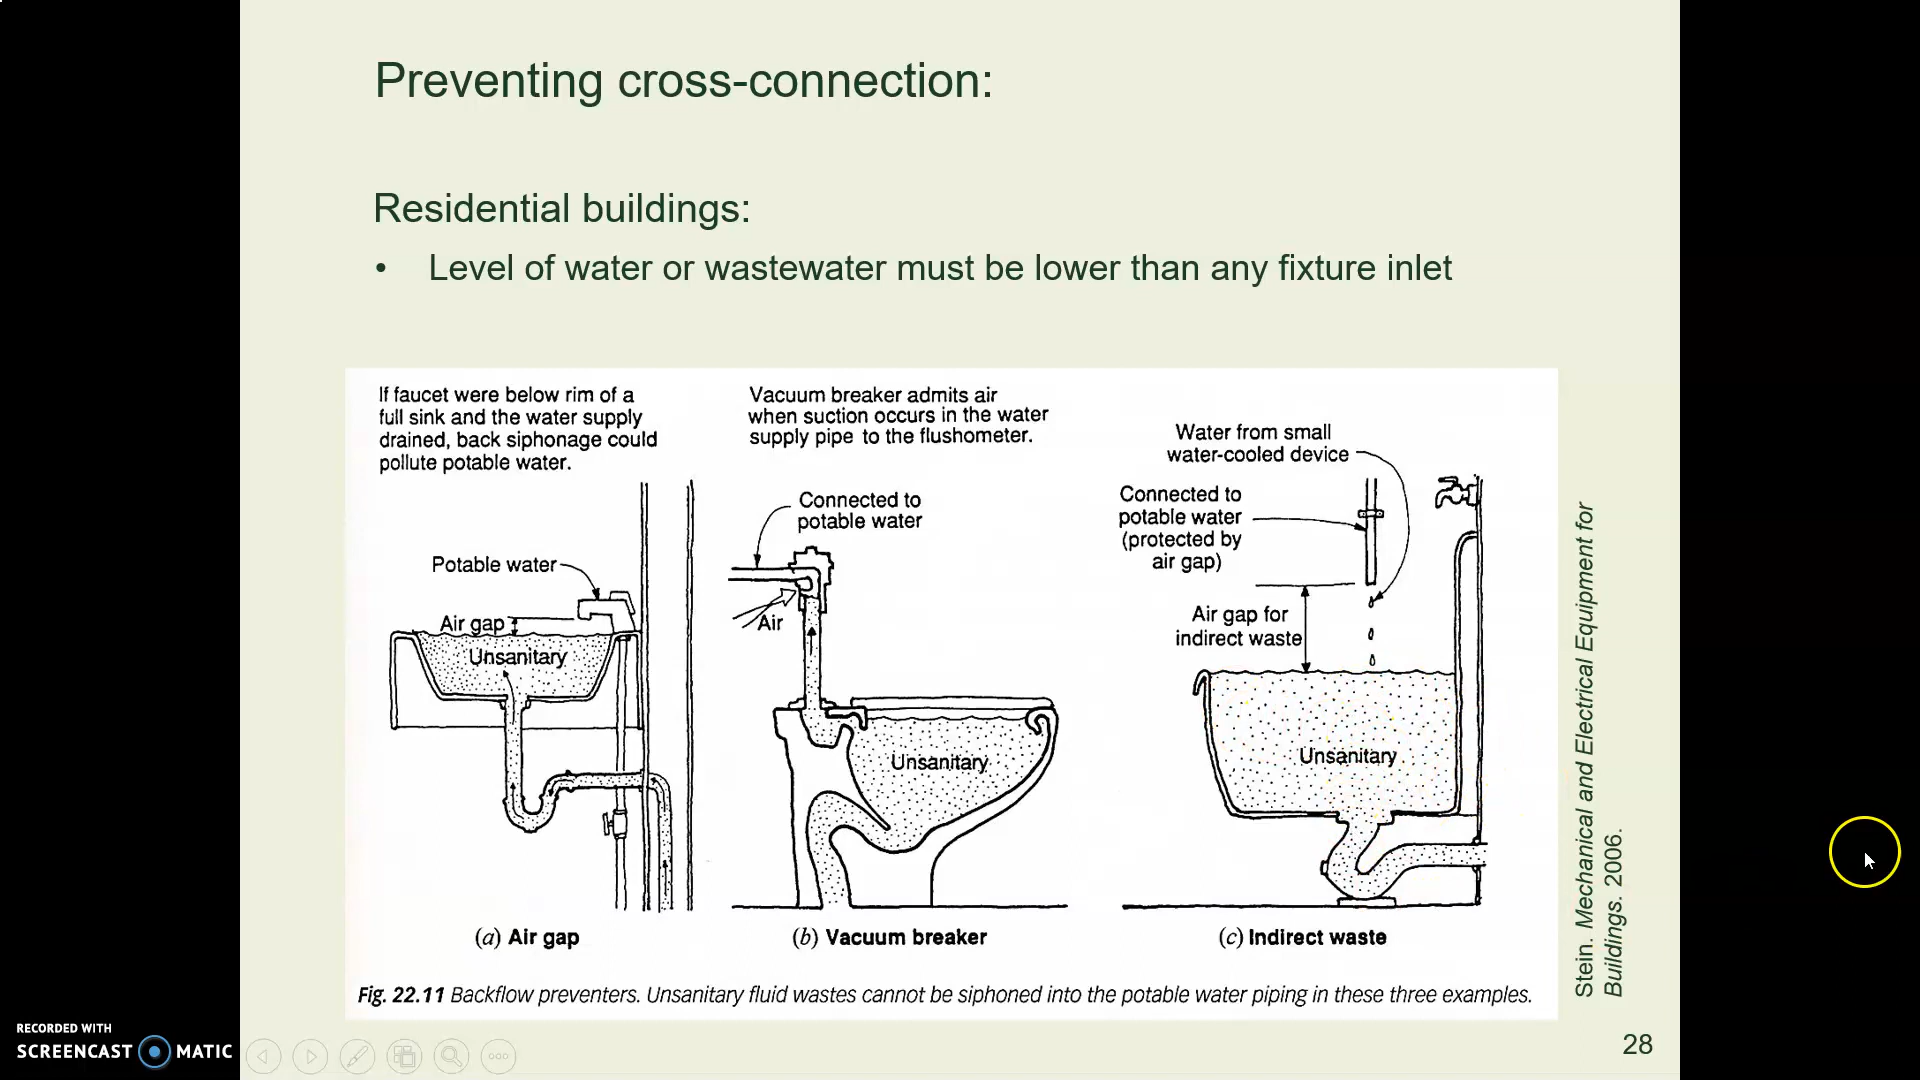 Preventing cross-connection:
Residential buildings:
• Level of water or wastewater must be lower than any fixture inlet
If faucet were below rim of a
full sink and the water supply
drained, back siphonage could
pollute potable water.
Potable water
Air gap
Unsanitary
(a) Air gap
Vacuum breaker admits air
when suction occurs in the water
supply pipe to the flushometer.
Connected to
potable water
Air
Unsanitary
(b) Vacuum breaker
Water from small
water-cooled device
Connected to
potable water
(protected by
air gap)
Air gap for
indirect waste
Unsanitary
(c) Indirect waste
Fig. 22.11 Backflow preventers. Unsanitary fluid wastes cannot be siphoned into the potable water piping in these three examples.
Stein. Mechanical and Electrical Equipment for
Buildings. 2006.
28
RECORDED WITH
SCREENCAST MATIC